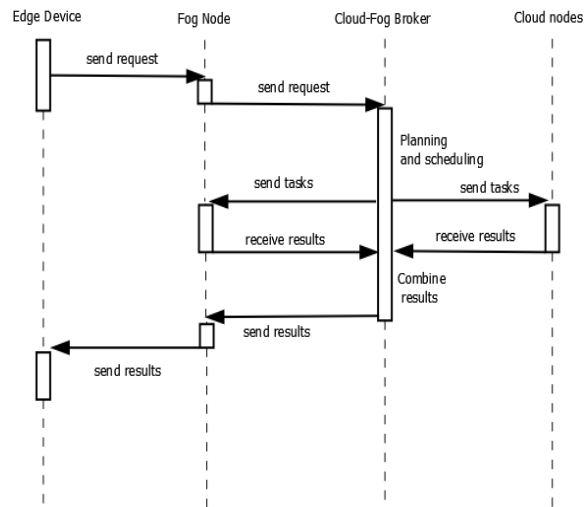 Edge Device
Fog Node
Cloud-Fog Broker
Cloud nodes
send request
send request
Planning
and scheduling
send tasks
send tasks
receive results
receive results
Combine
results
send results
send results